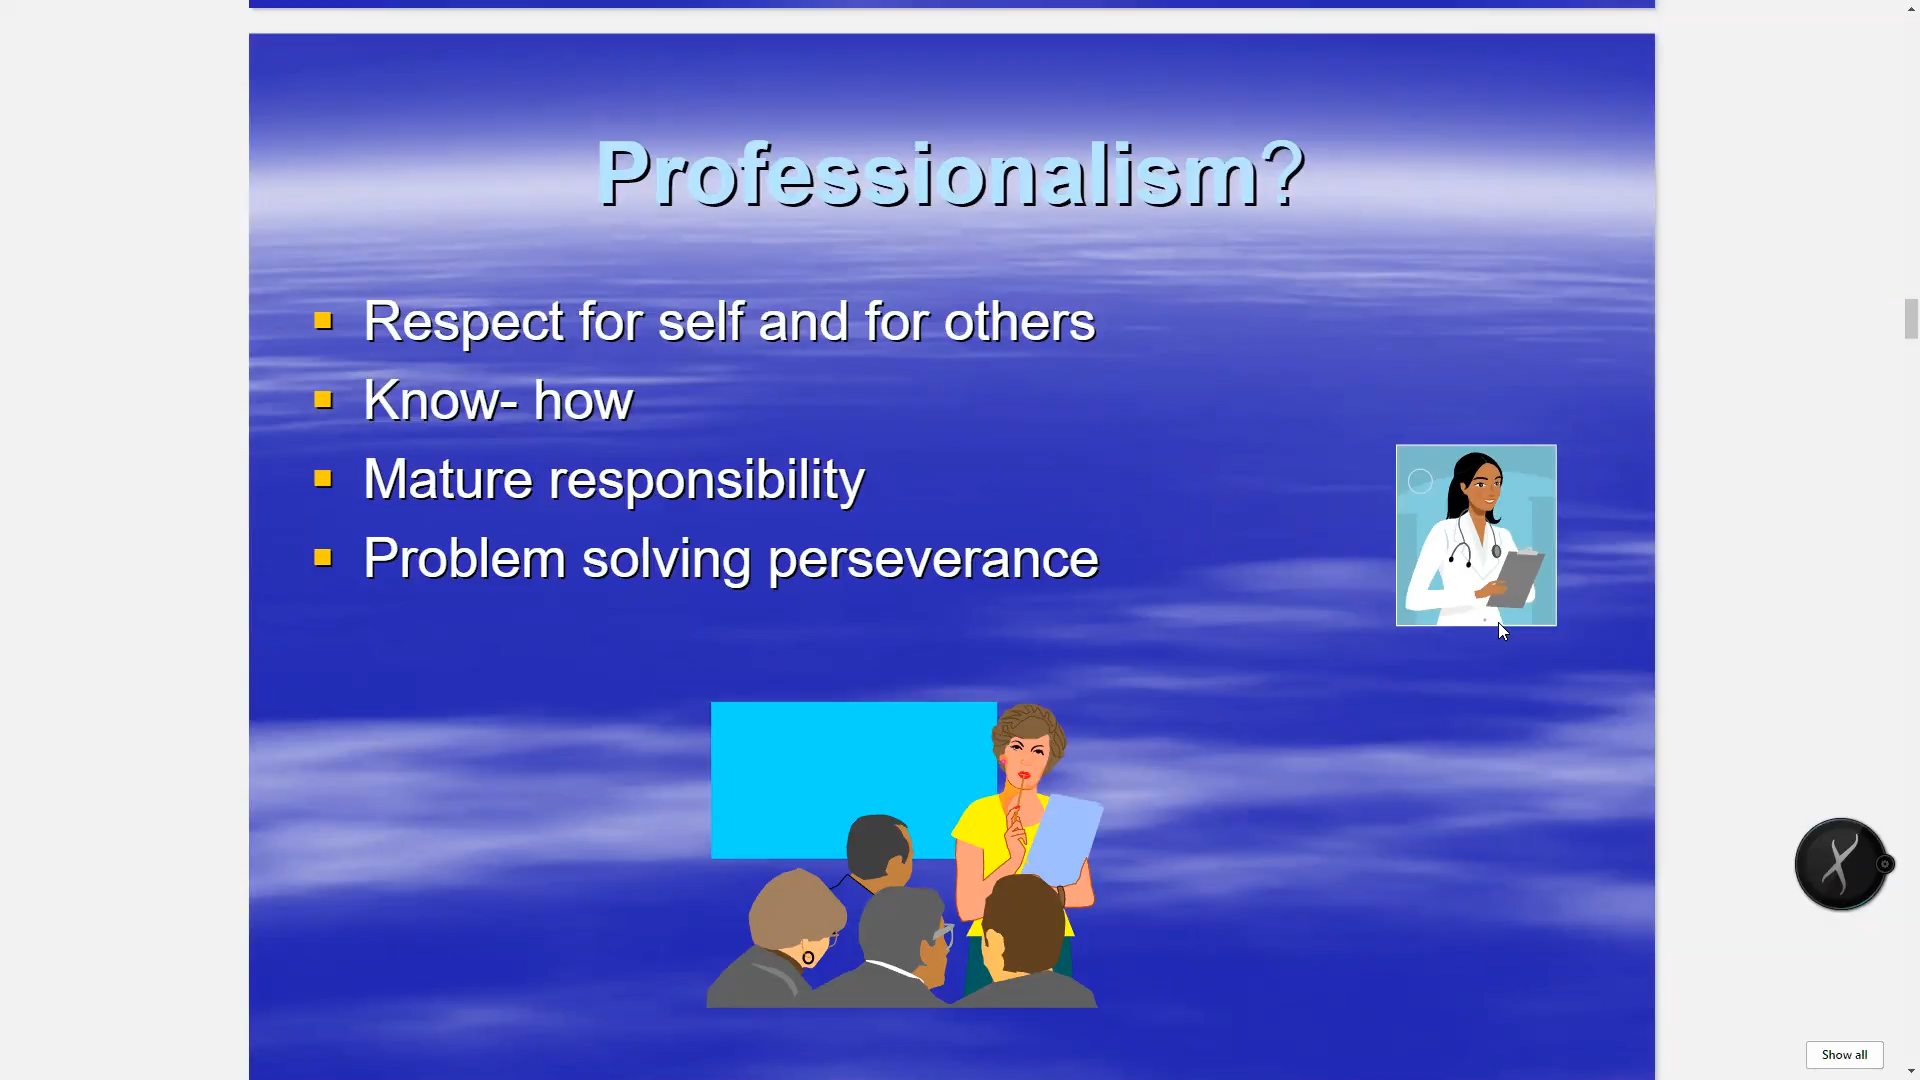 Professionalism?
Respect for self and for others
Know- how
Mature responsibility
Problem solving perseverance
Show all